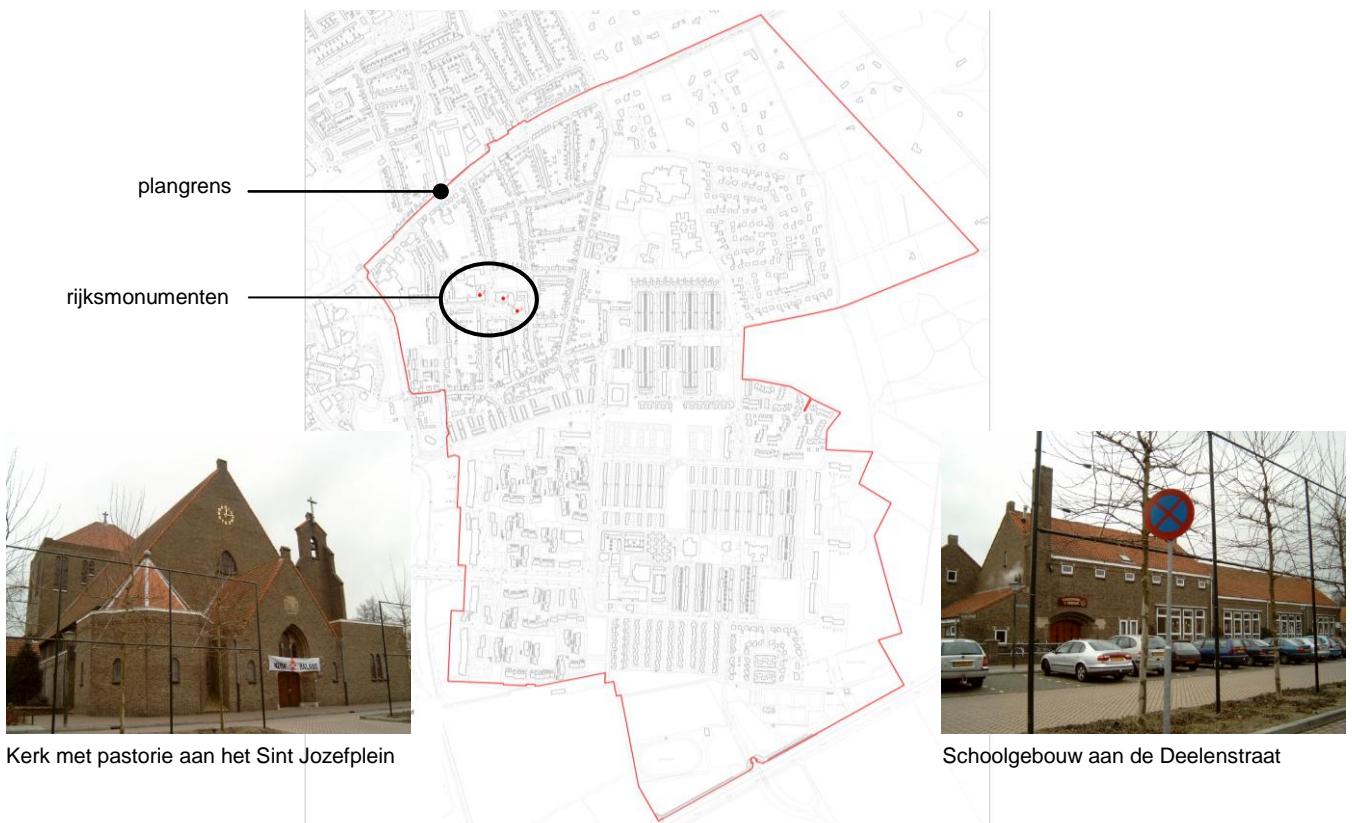 plangrens
rijksmonumenten
Kerk met pastorie aan het Sint Jozefplein
Schoolgebouw aan de Deelenstraat